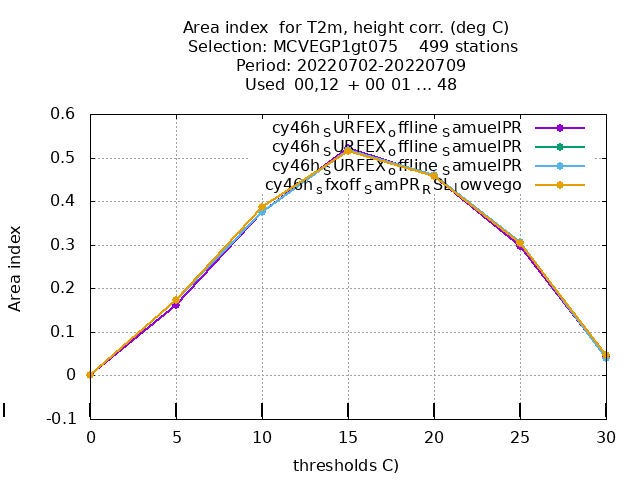 Area index  for T2m, height corr. (deg C)
Selection: MCVEGP1gt075    499 stations
Period: 20220702-20220709
Used  00,12  + 00 01 ... 48
cy46h_SURFEX_offline_SamuelPR
cy46h_SURFEX_offline_SamuelPR
cy46h_SURFEX_offline_SamuelPR
cy46h_sfxoff_SamPR_RSL_lowvego
0.6
0.5
0.4
0.3
0.2
0.1
0
-0.1
Area index
0 5 10 15 20 25 30
thresholds C)